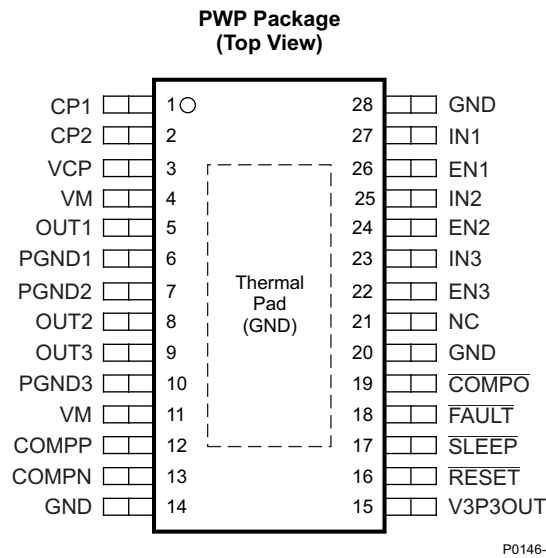 PWP Package
(Top View)
CP1 1 28 GND
CP2 2 27 IN1
VCP 3 26 EN1
VM 4 25 IN2
OUT1 5 24 EN2
PGND1 6 23 IN3
PGND2 7 22 EN3
OUT2 8 21 NC
OUT3 9 20 GND
PGND3 10 19 COMPO
VM 11 18 FAULT
COMPP 12 17 SLEEP
COMPN 13 16 RESET
GND 14 15 V3P3OUT
Thermal
Pad
(GND)
P0146-